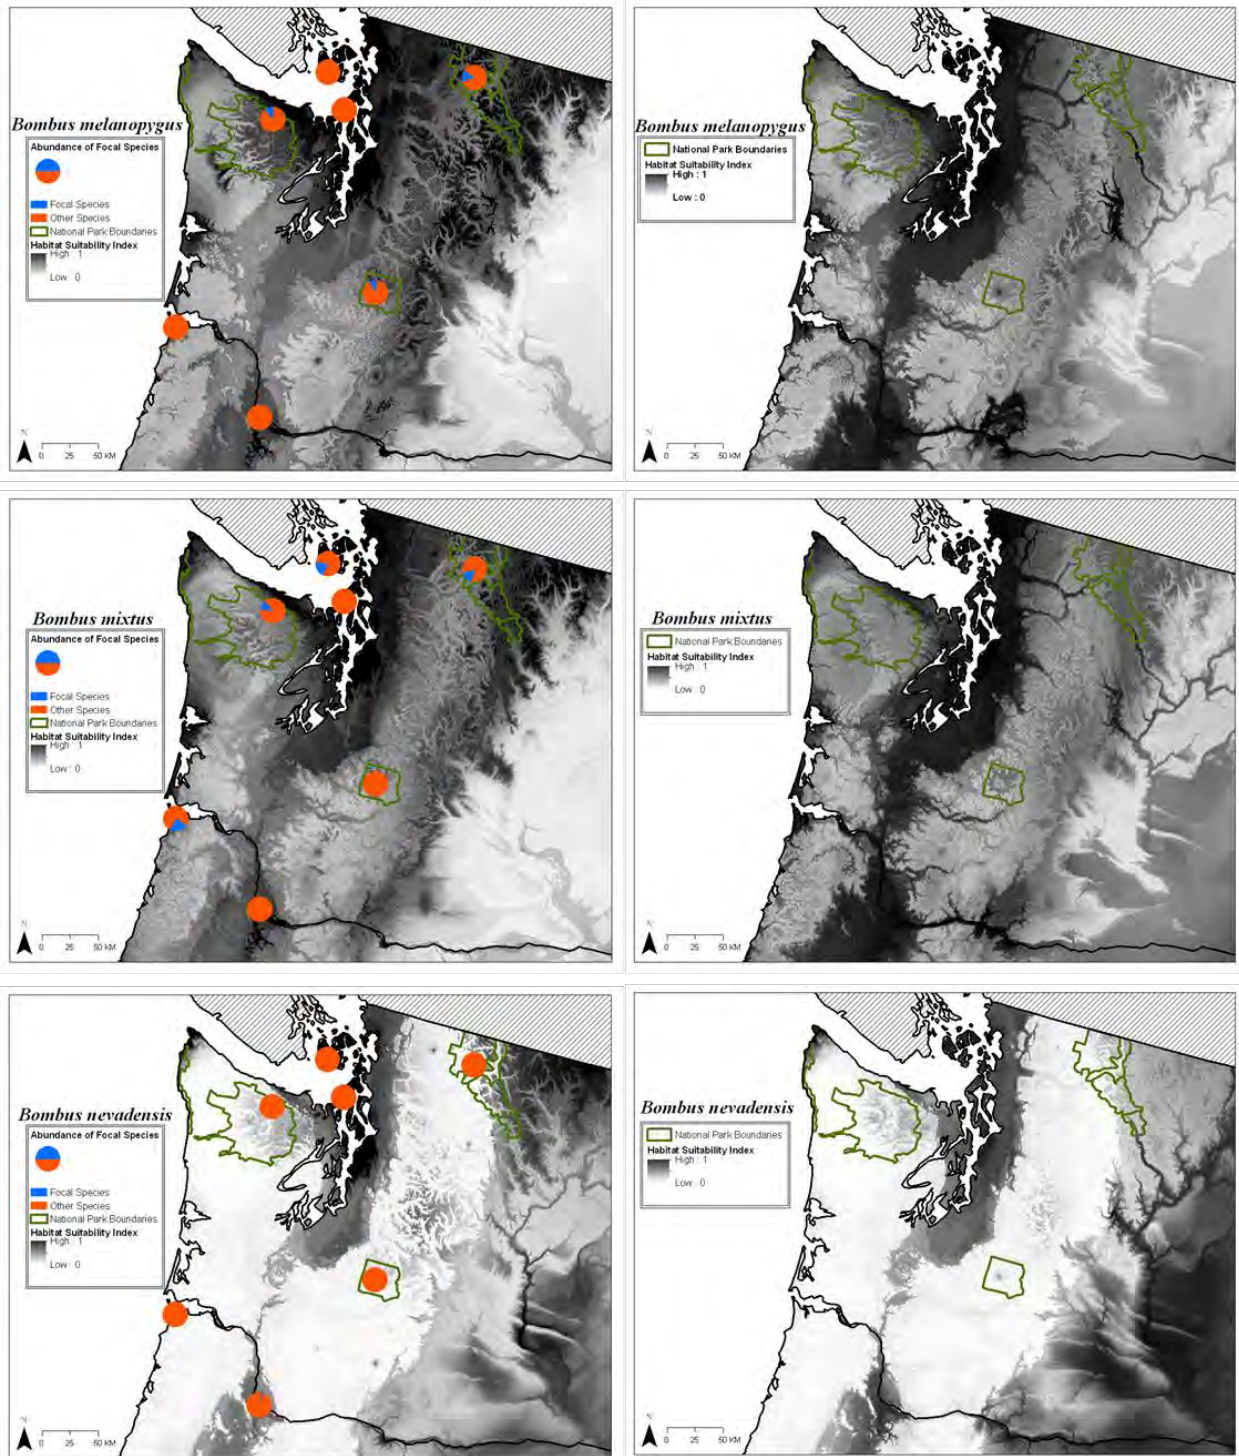 Bombus melanopygus
Abundance of Focal Species
Focal Species
Other Species
National Park Boundaries
Habitat Suitability Index
High : 1
Low : 0
N
0 25 50 KM
Bombus melanopygus
National Park Boundaries
Habitat Suitability Index
High : 1
Low : 0
N
0 25 50 KM
Bombus mixtus
Abundance of Focal Species
Focal Species
Other Species
National Park Boundaries
Habitat Suitability Index
High : 1
Low : 0
N
0 25 50 KM
Bombus mixtus
National Park Boundaries
Habitat Suitability Index
High : 1
Low : 0
N
0 25 50 KM
Bombus nevadensis
Abundance of Focal Species
Focal Species
Other Species
National Park Boundaries
Habitat Suitability Index
High : 1
Low : 0
N
0 25 50 KM
Bombus nevadensis
National Park Boundaries
Habitat Suitability Index
High : 1
Low : 0
N
0 25 50 KM